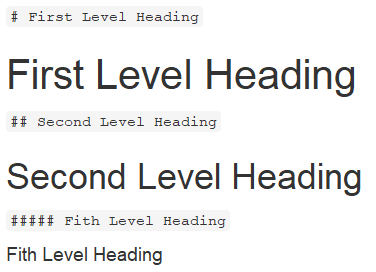 # First Level Heading
First Level Heading
## Second Level Heading
Second Level Heading
##### Fith Level Heading
Fith Level Heading